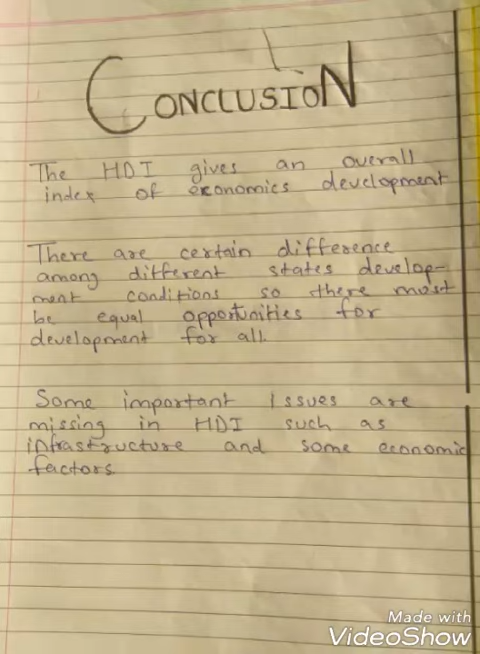 CONCLUSION
The HDI gives an overall
index of economics development
There are certain difference
among different states develop-
ment conditions so there must
be equal opportunities for
development for all.
Some important issues are
missing in HDI such as
infrastructure and some economic
factors.
Made with
VideoShow